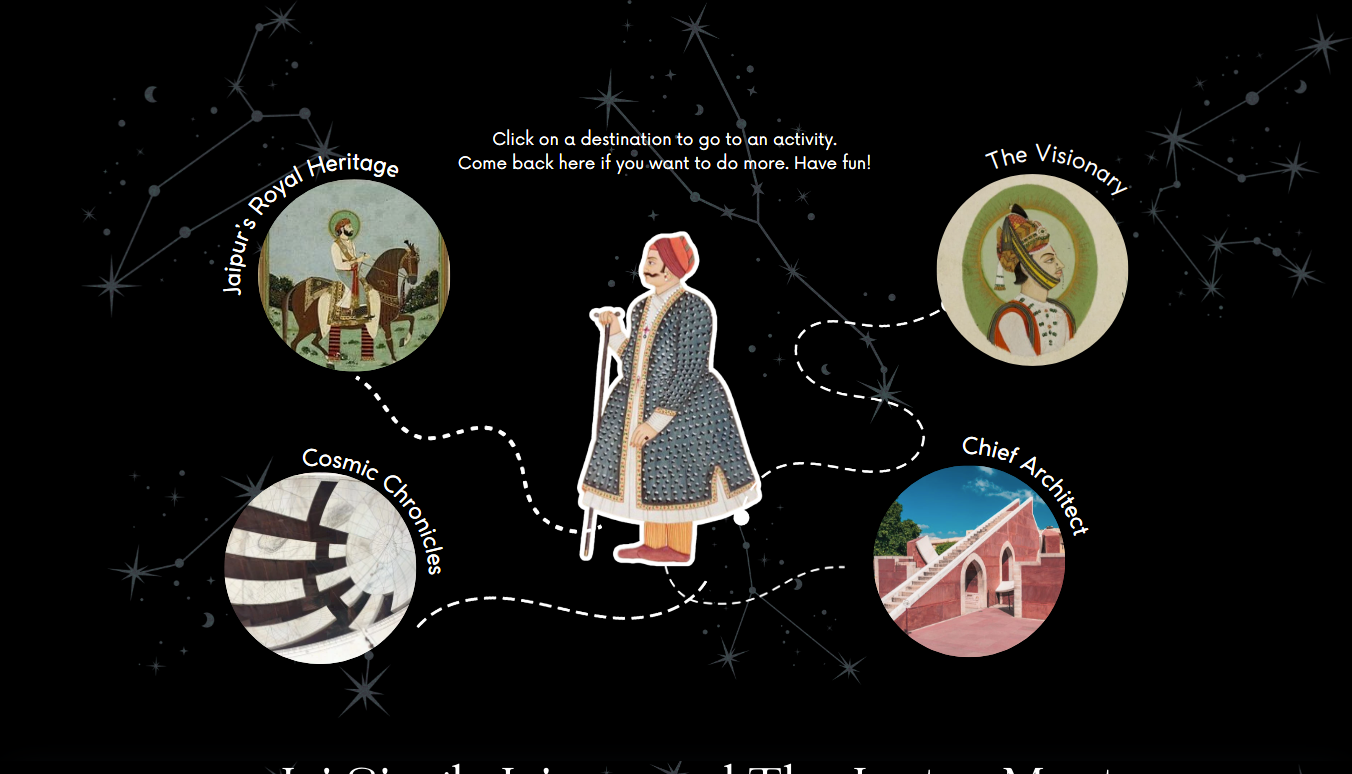 Click on a destination to go to an activity.
Come back here if you want to do more. Have fun!
Jaipur's Royal Heritage
The Visionary
Cosmic Chronicles
Chief Architect